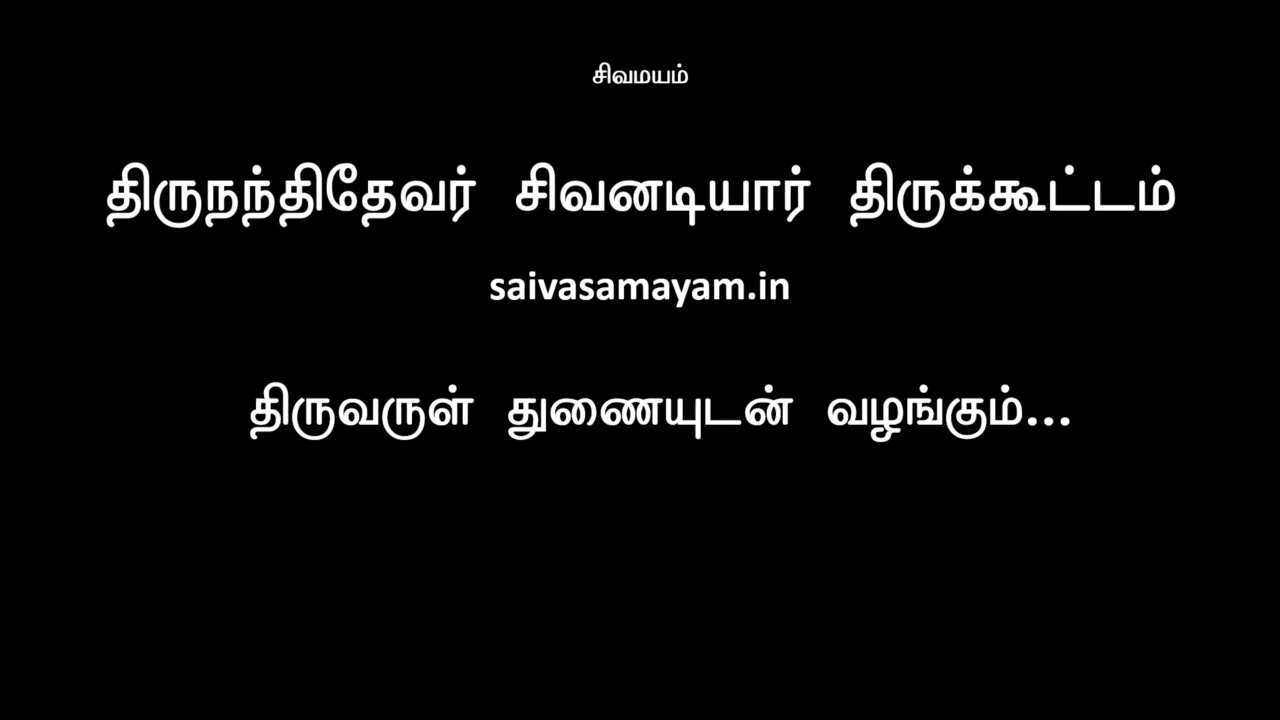 சிவமயம்
திருநந்திதேவர் சிவனடியார் திருக்கூட்டம்
saivasamayam.in
திருவருள் துணையுடன் வழங்கும்...